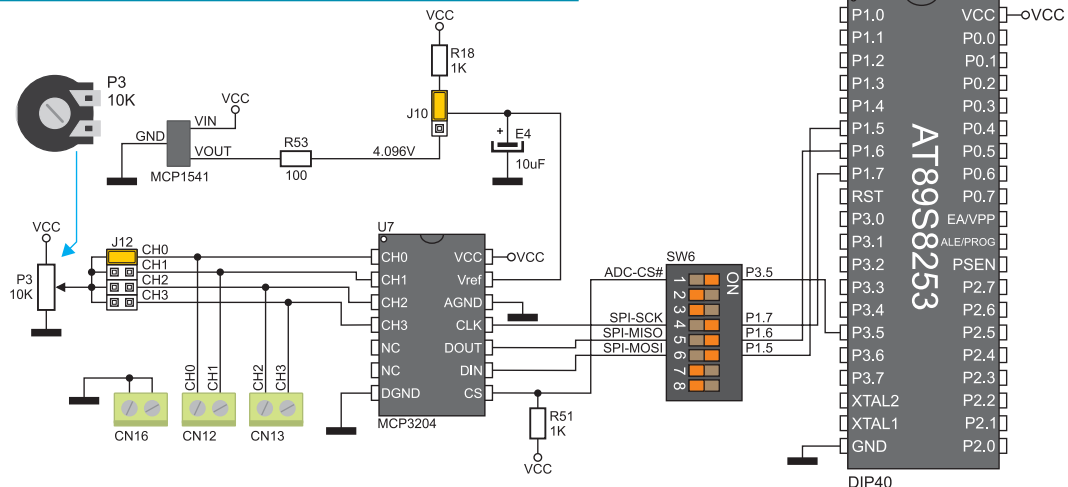 P3
10K
VCC
VIN
GND
VOUT
MCP1541
R53
100
4.096V
VCC
R18
1K
J10
+
E4
10uF
VCC
P3
10K
J12
CH0
CH1
CH2
CH3
CH0
CH1
CH2
CH3
CN16
CN12
CN13
U7
CH0
CH1
CH2
CH3
NC
NC
DGND
VCC
Vref
AGND
CLK
DOUT
DIN
CS
MCP3204
VCC
R51
1K
VCC
ADC-CS#
SPI-SCK
SPI-MISO
SPI-MOSI
SW6
ON
1
2
3
4
5
6
7
8
P3.5
P1.7
P1.6
P1.5
P1.0
P1.1
P1.2
P1.3
P1.4
P1.5
P1.6
P1.7
RST
P3.0
P3.1
P3.2
P3.3
P3.4
P3.5
P3.6
P3.7
XTAL2
XTAL1
GND
AT89S8253
VCC
P0.0
P0.1
P0.2
P0.3
P0.4
P0.5
P0.6
P0.7
EA/VPP
ALE/PROG
PSEN
P2.7
P2.6
P2.5
P2.4
P2.3
P2.2
P2.1
P2.0
VCC
DIP40